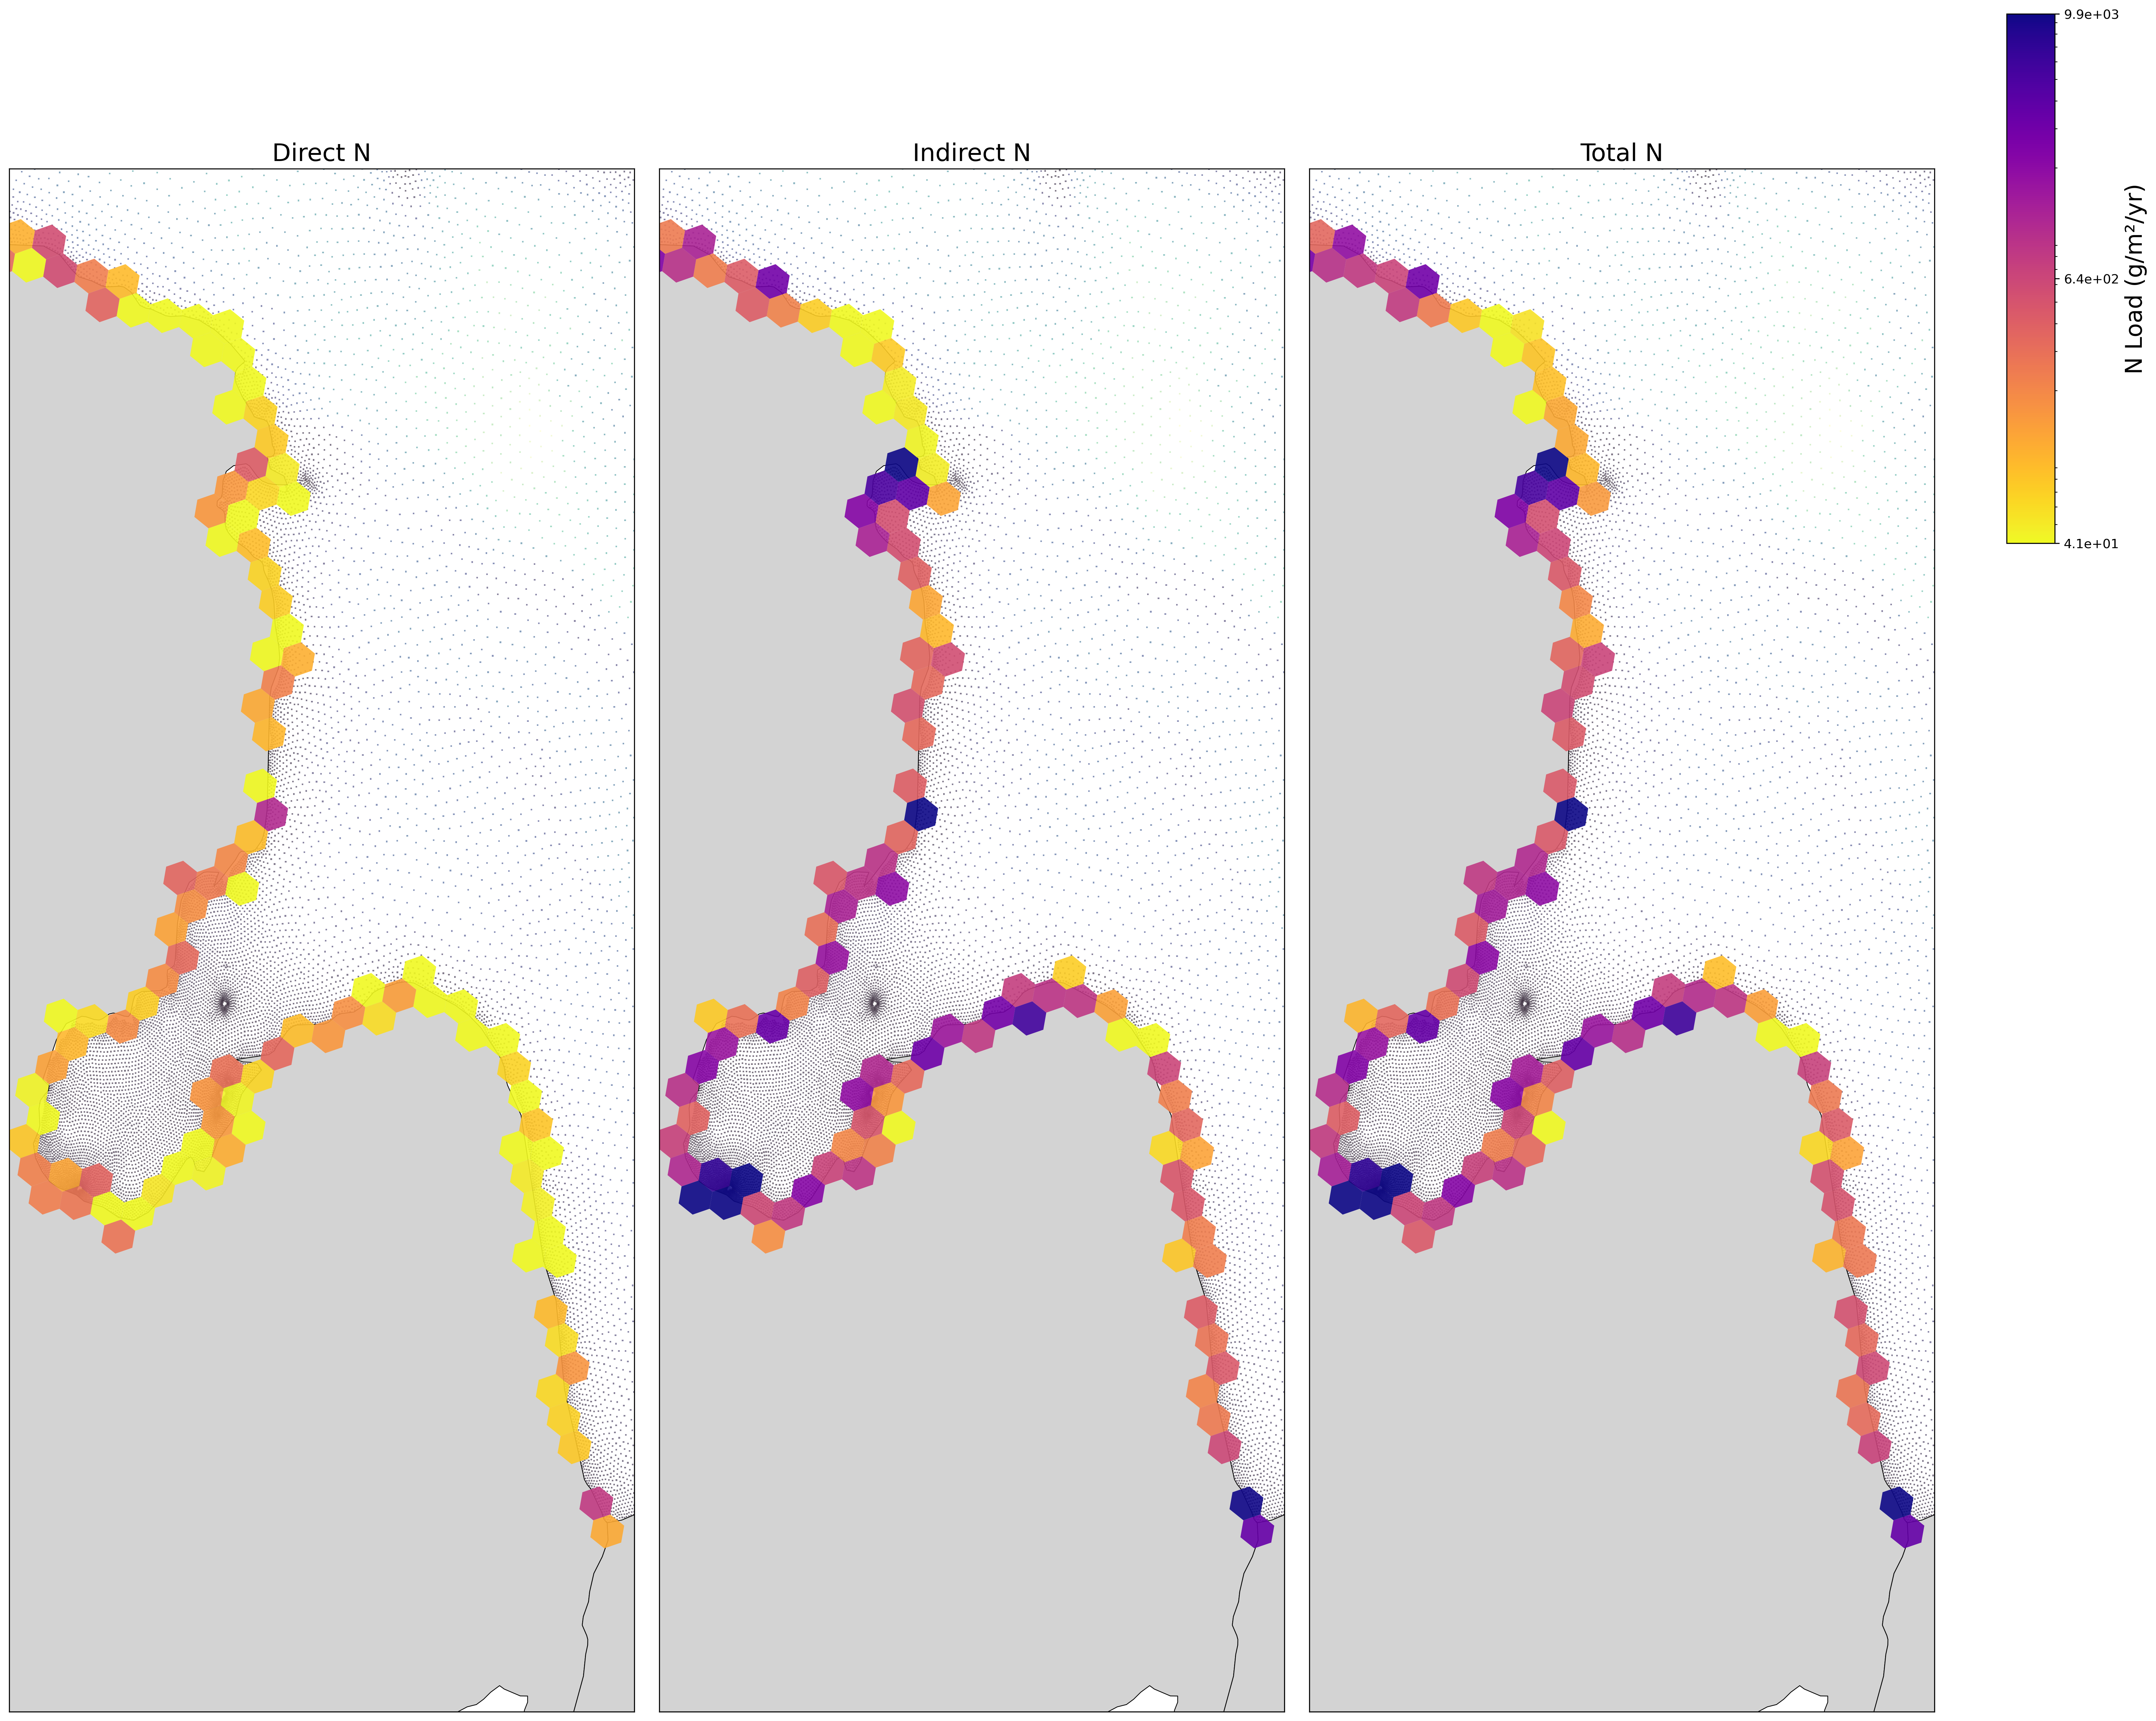 Direct N
Indirect N
Total N
9.9e+03
6.4e+02
4.1e+01
N Load (g/m²/yr)